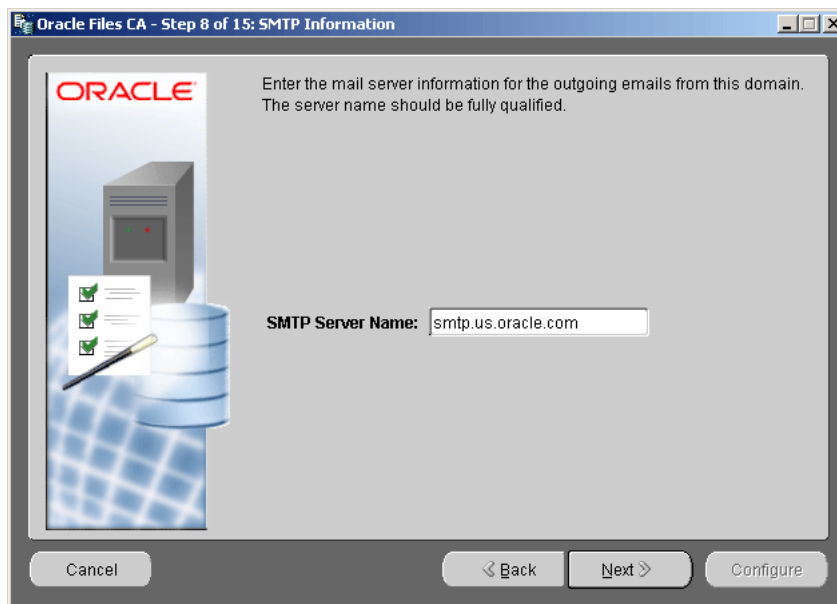 Oracle Files CA - Step 8 of 15: SMTP Information
ORACLE
Enter the mail server information for the outgoing emails from this domain.
The server name should be fully qualified.
SMTP Server Name: smtp.us.oracle.com
Cancel Back Next Configure